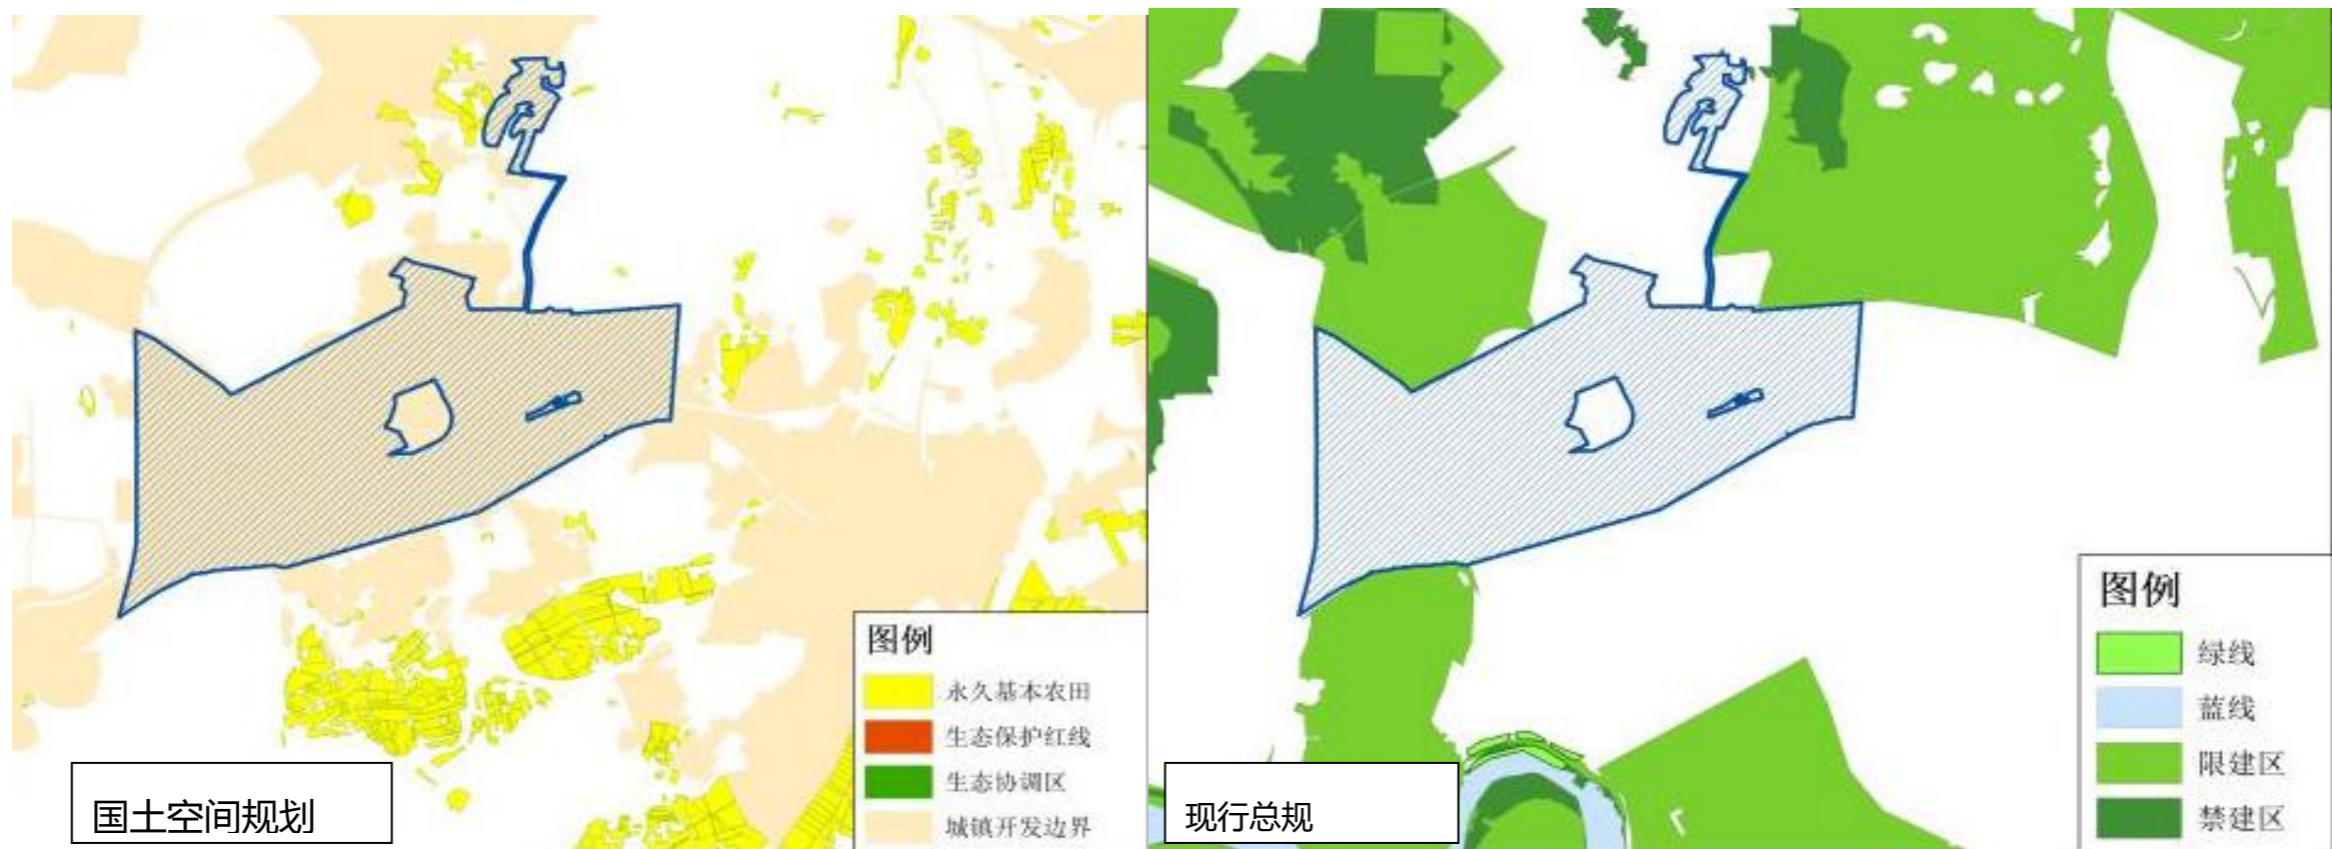 图例
永久基本农田
生态保护红线
生态协调区
城镇开发边界
国土空间规划
图例
绿线
蓝线
限建区
禁建区
现行总规